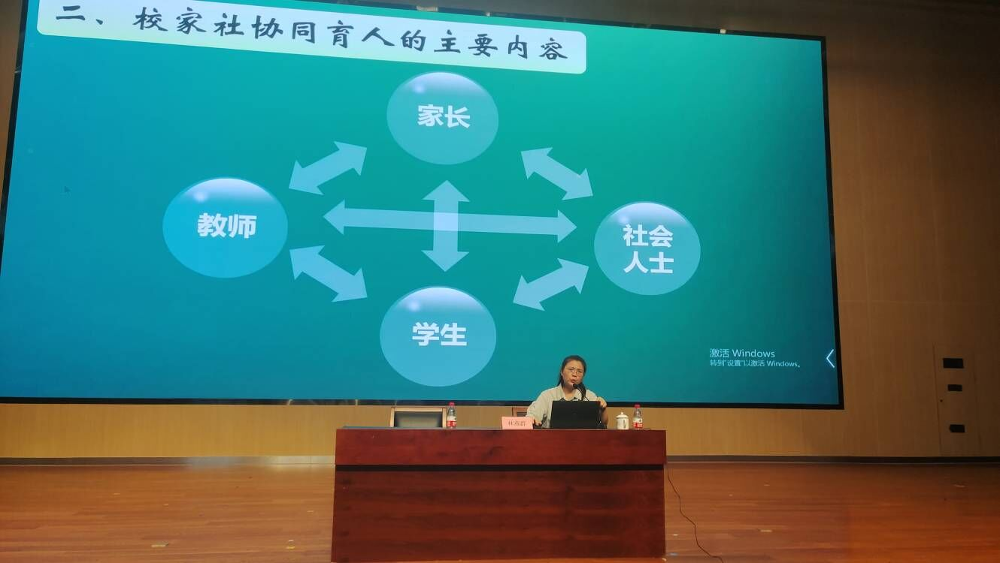 二、校家社协同育人的主要内容
家长
教师
社会
人士
学生
激活 Windows
转到"设置"以激活 Windows。